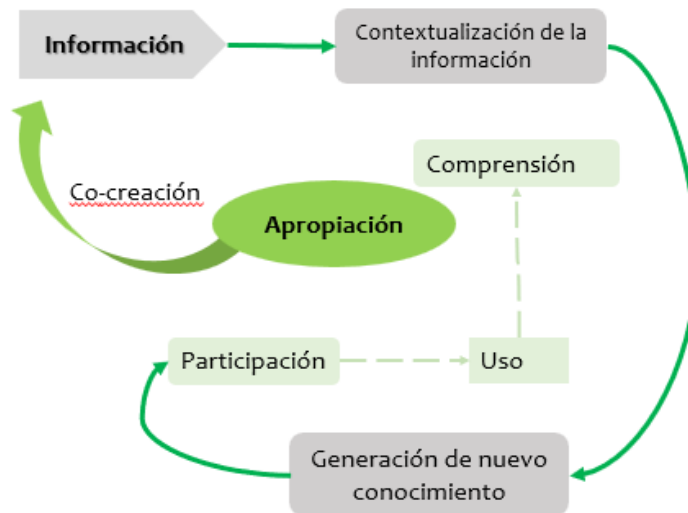 Información
Contextualización de la
información
Comprensión
Co-creación
Apropiación
Participación
Uso
Generación de nuevo
conocimiento